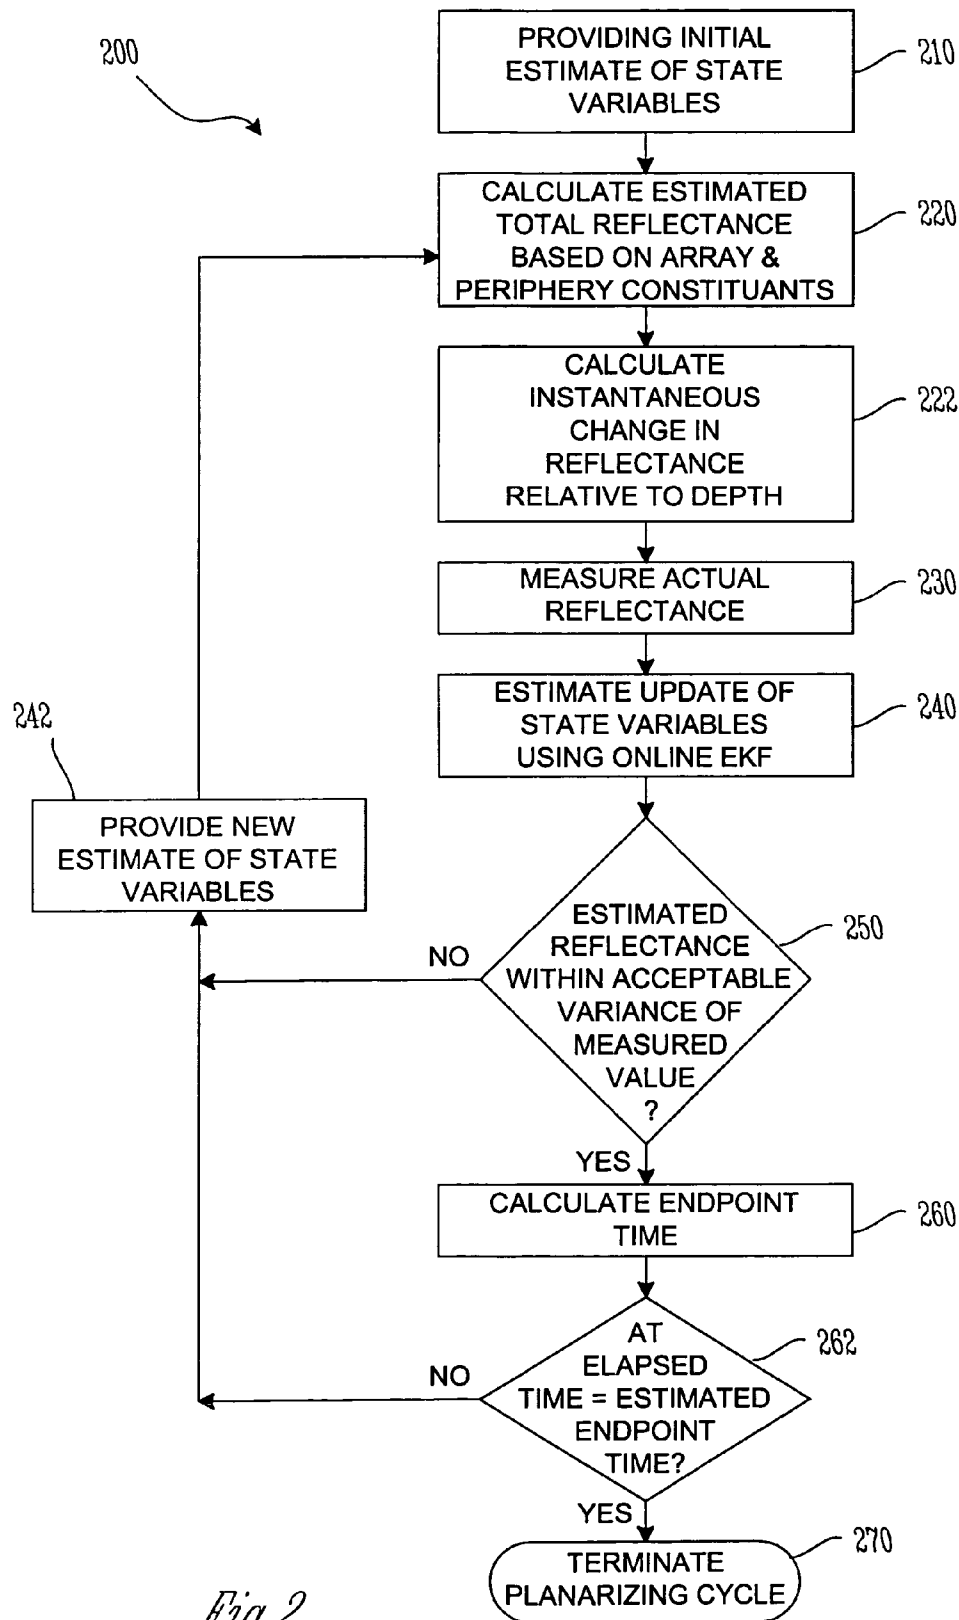 200
PROVIDING INITIAL
ESTIMATE OF STATE
VARIABLES
210
CALCULATE ESTIMATED
TOTAL REFLECTANCE
BASED ON ARRAY &
PERIPHERY CONSTITUANTS
220
CALCULATE
INSTANTANEOUS
CHANGE IN
REFLECTANCE
RELATIVE TO DEPTH
222
MEASURE ACTUAL
REFLECTANCE
230
ESTIMATE UPDATE OF
STATE VARIABLES
USING ONLINE EKF
240
242
PROVIDE NEW
ESTIMATE OF STATE
VARIABLES
ESTIMATED
REFLECTANCE
WITHIN ACCEPTABLE
VARIANCE OF
MEASURED
VALUE
?
250
NO
YES
CALCULATE ENDPOINT
TIME
260
AT
ELAPSED
TIME = ESTIMATED
ENDPOINT
TIME?
262
NO
YES
TERMINATE
PLANARIZING CYCLE
270
Fig. 2